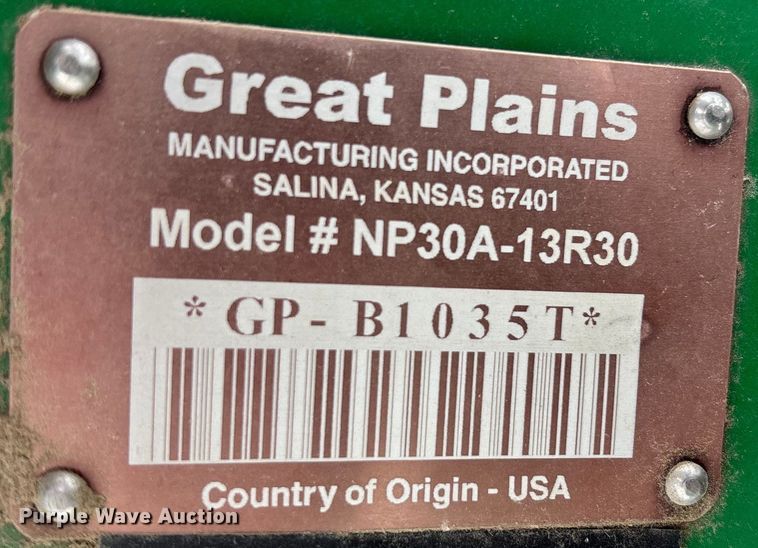 Great Plains
MANUFACTURING INCORPORATED
SALINA, KANSAS 67401
Model # NP30A-13R30
*GP- B1035T*
Country of Origin - USA
Purple Wave Auction